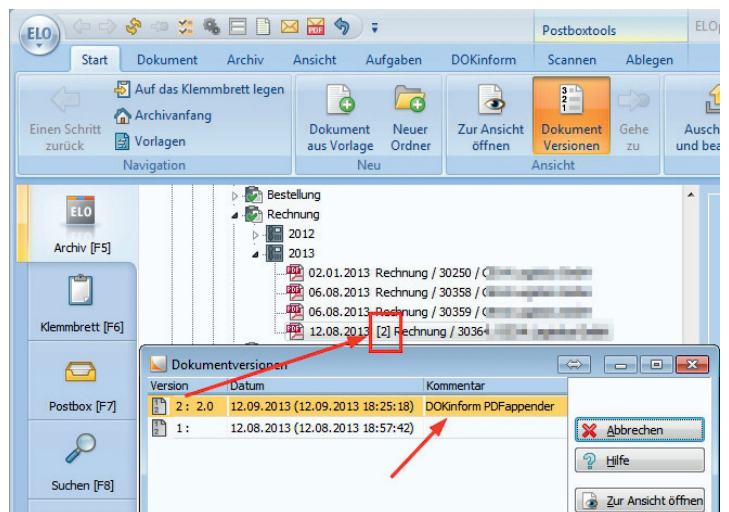 ELO
PDF
Postboxtools
ELO
Start Dokument Archiv Ansicht Aufgaben DOKinform Scannen Ablegen
Einen Schritt zurück
Auf das Klemmbrett legen
Archivanfang
Vorlagen
Navigation
Dokument aus Vorlage
Neuer Ordner
Neu
Zur Ansicht öffnen
Dokument Versionen
Gehe zu
Ansicht
ELO
Archiv [F5]
Klemmbrett [F6]
Postbox [F7]
Suchen [F8]
Bestellung
Rechnung
2012
2013
02.01.2013 Rechnung / 30250 /
06.08.2013 Rechnung / 30358 /
06.08.2013 Rechnung / 30359 /
12.08.2013 [2] Rechnung / 3036
Dokumentversionen
Version Datum Kommentar
2: 2.0 12.09.2013 (12.09.2013 18:25:18) DOKinform PDFappender
1: 12.08.2013 (12.08.2013 18:57:42)
Abbrechen
Hilfe
Zur Ansicht öffnen